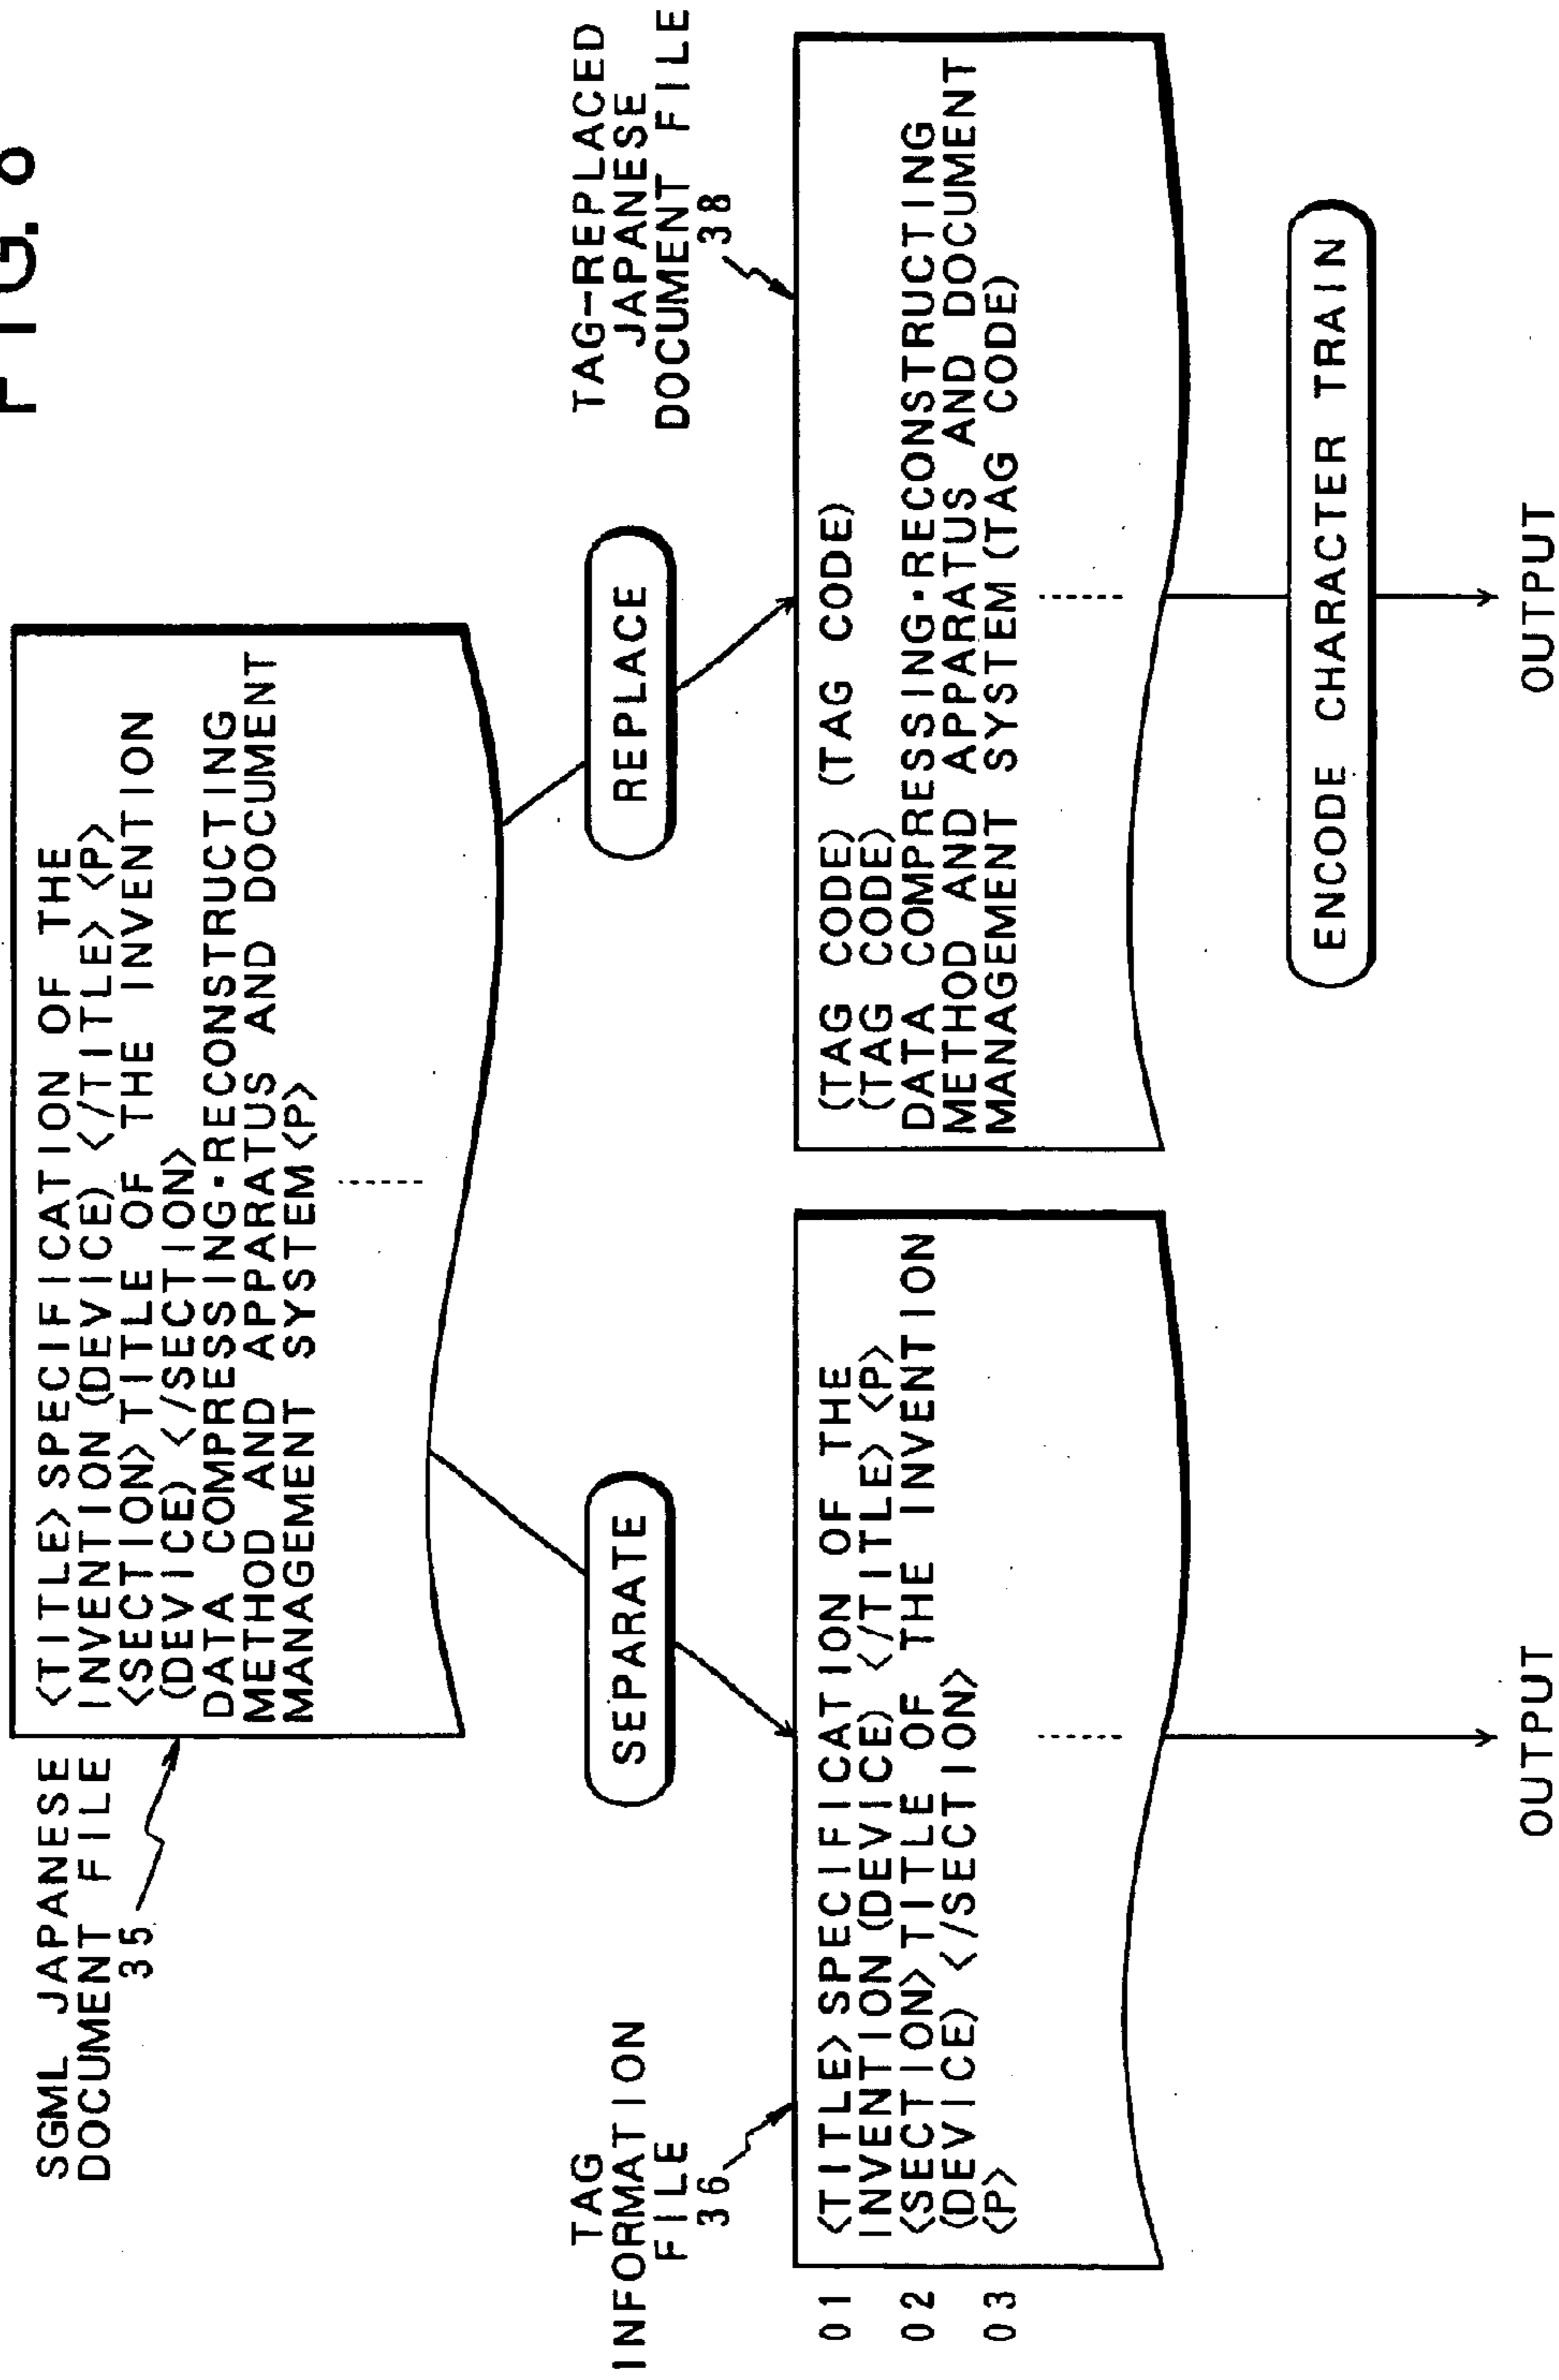 FIG.
SGML JAPANESE
DOCUMENT FILE
35
<TITLE>SPECIFICATION OF THE
INVENTION(DEVICE) </TITLE><P>
<SECTION>TITLE OF THE INVENTION
(DEVICE) </SECTION>
DATA COMPRESSING·RECONSTRUCTING
METHOD AND APPARATUS AND DOCUMENT
MANAGEMENT SYSTEM<P>
SEPARATE
REPLACE
TAG
INFORMATION
FILE
36
TAG-REPLACED
JAPANESE
DOCUMENT FILE
38
01
02
03
<TITLE>SPECIFICATION OF THE
INVENTION(DEVICE) </TITLE><P>
<SECTION>TITLE OF THE INVENTION
(DEVICE) </SECTION>
<P>
(TAG CODE) (TAG CODE)
(TAG CODE)
DATA COMPRESSING·RECONSTRUCTING
METHOD AND APPARATUS AND DOCUMENT
MANAGEMENT SYSTEM(TAG CODE)
ENCODE CHARACTER TRAIN
OUTPUT
OUTPUT